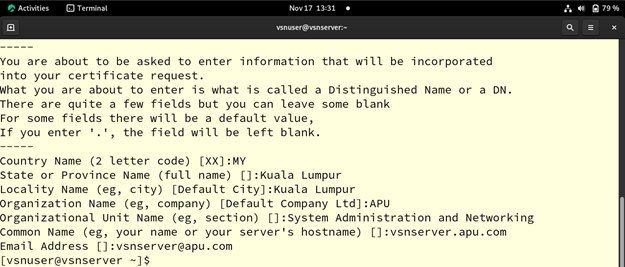 Activities Terminal Nov 17 13:31 79 %
vsnuser@vsnserver:~
-----
You are about to be asked to enter information that will be incorporated
into your certificate request.
What you are about to enter is what is called a Distinguished Name or a DN.
There are quite a few fields but you can leave some blank
For some fields there will be a default value,
If you enter '.', the field will be left blank.
-----
Country Name (2 letter code) [XX]:MY
State or Province Name (full name) []:Kuala Lumpur
Locality Name (eg, city) [Default City]:Kuala Lumpur
Organization Name (eg, company) [Default Company Ltd]:APU
Organizational Unit Name (eg, section) []:System Administration and Networking
Common Name (eg, your name or your server's hostname) []:vsnserver.apu.com
Email Address []:vsnserver@apu.com
[vsnuser@vsnserver ~]$